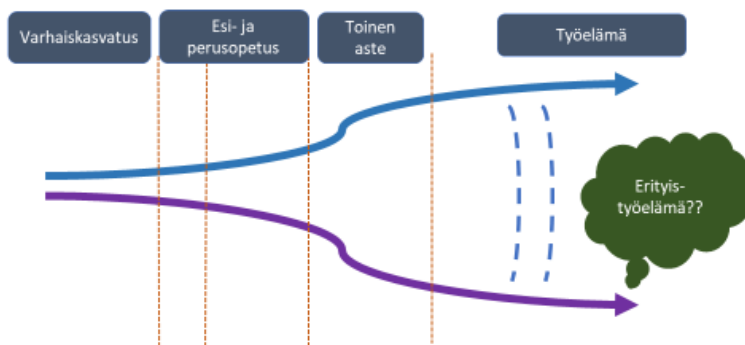 Varhaiskasvatus
Esi- ja
perusopetus
Toinen
aste
Työelämä
Erityis-
työelämä??